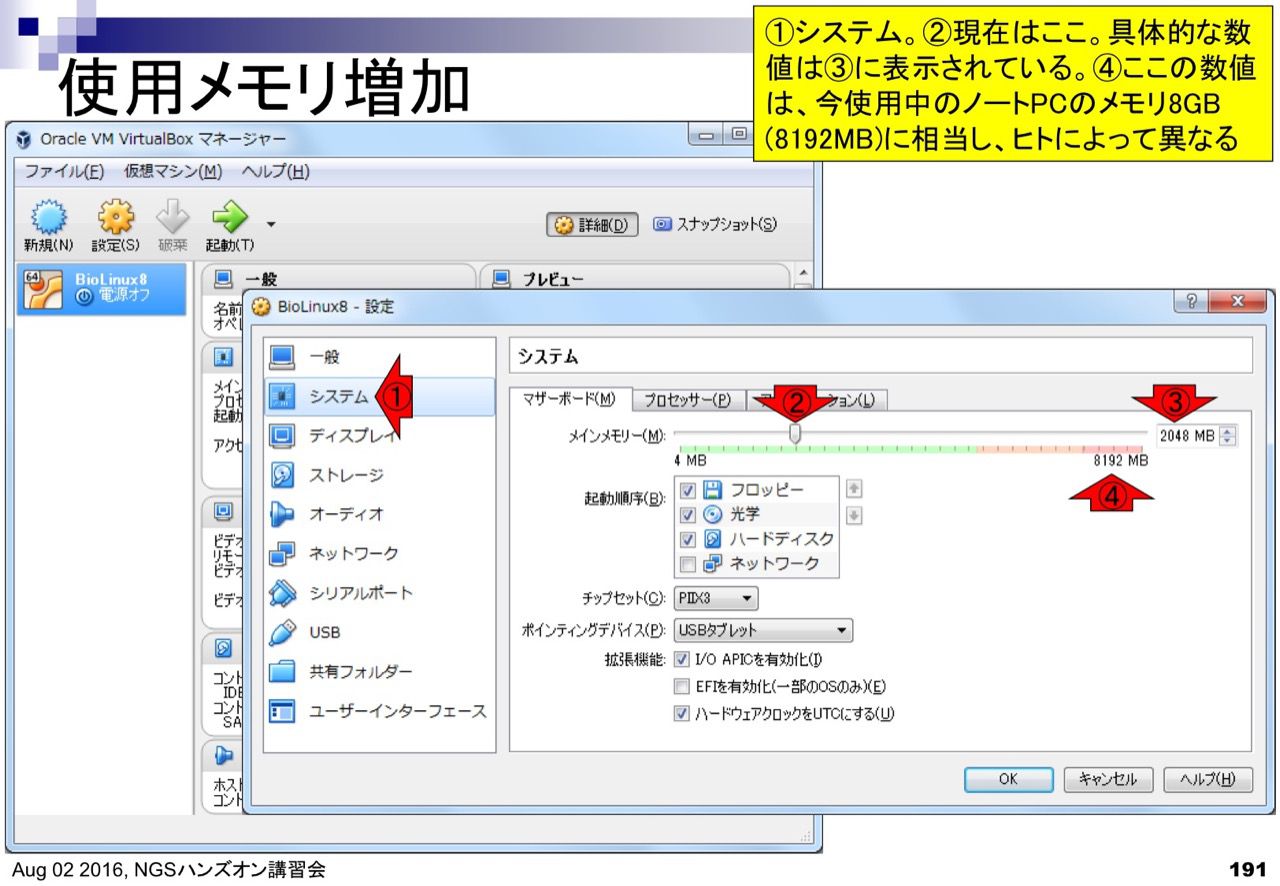 使用メモリ増加
①システム。②現在はここ。具体的な数
値は③に表示されている。④ここの数値
は、今使用中のノートPCのメモリ8GB
(8192MB)に相当し、ヒトによって異なる
Oracle VM VirtualBox マネージャー
ファイル(F) 仮想マシン(M) ヘルプ(H)
新規(N) 設定(S) 破棄 起動(T) 詳細(D) スナップショット(S)
64 BioLinux8
電源オフ
一般 プレビュー
名前
オペレ
メイン
プロセ
起動
アクセ
ビデオ
リモー
ビデオ
ビデオ
コント
IDE
コント
SA
ホスト
コント
BioLinux8 - 設定
一般
システム ①
ディスプレイ
ストレージ
オーディオ
ネットワーク
シリアルポート
USB
共有フォルダー
ユーザーインターフェース
システム
マザーボード(M) プロセッサー(P) ション(L)
② ③
メインメモリー(M): 2048 MB
4 MB 8192 MB
④
起動順序(B): フロッピー
光学
ハードディスク
ネットワーク
チップセット(C): PIIX3
ポインティングデバイス(P): USBタブレット
拡張機能: I/O APICを有効化(I)
EFIを有効化(一部のOSのみ)(E)
ハードウェアクロックをUTCにする(U)
OK キャンセル ヘルプ(H)
Aug 02 2016, NGSハンズオン講習会
191